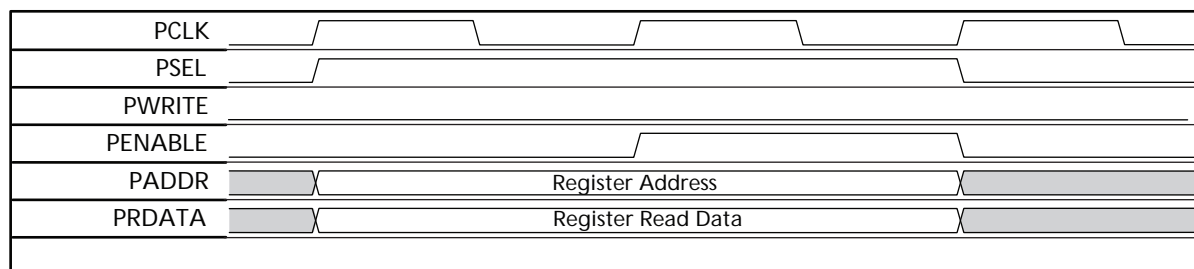 PCLK
PSEL
PWRITE
PENABLE
PADDR Register Address
PRDATA Register Read Data